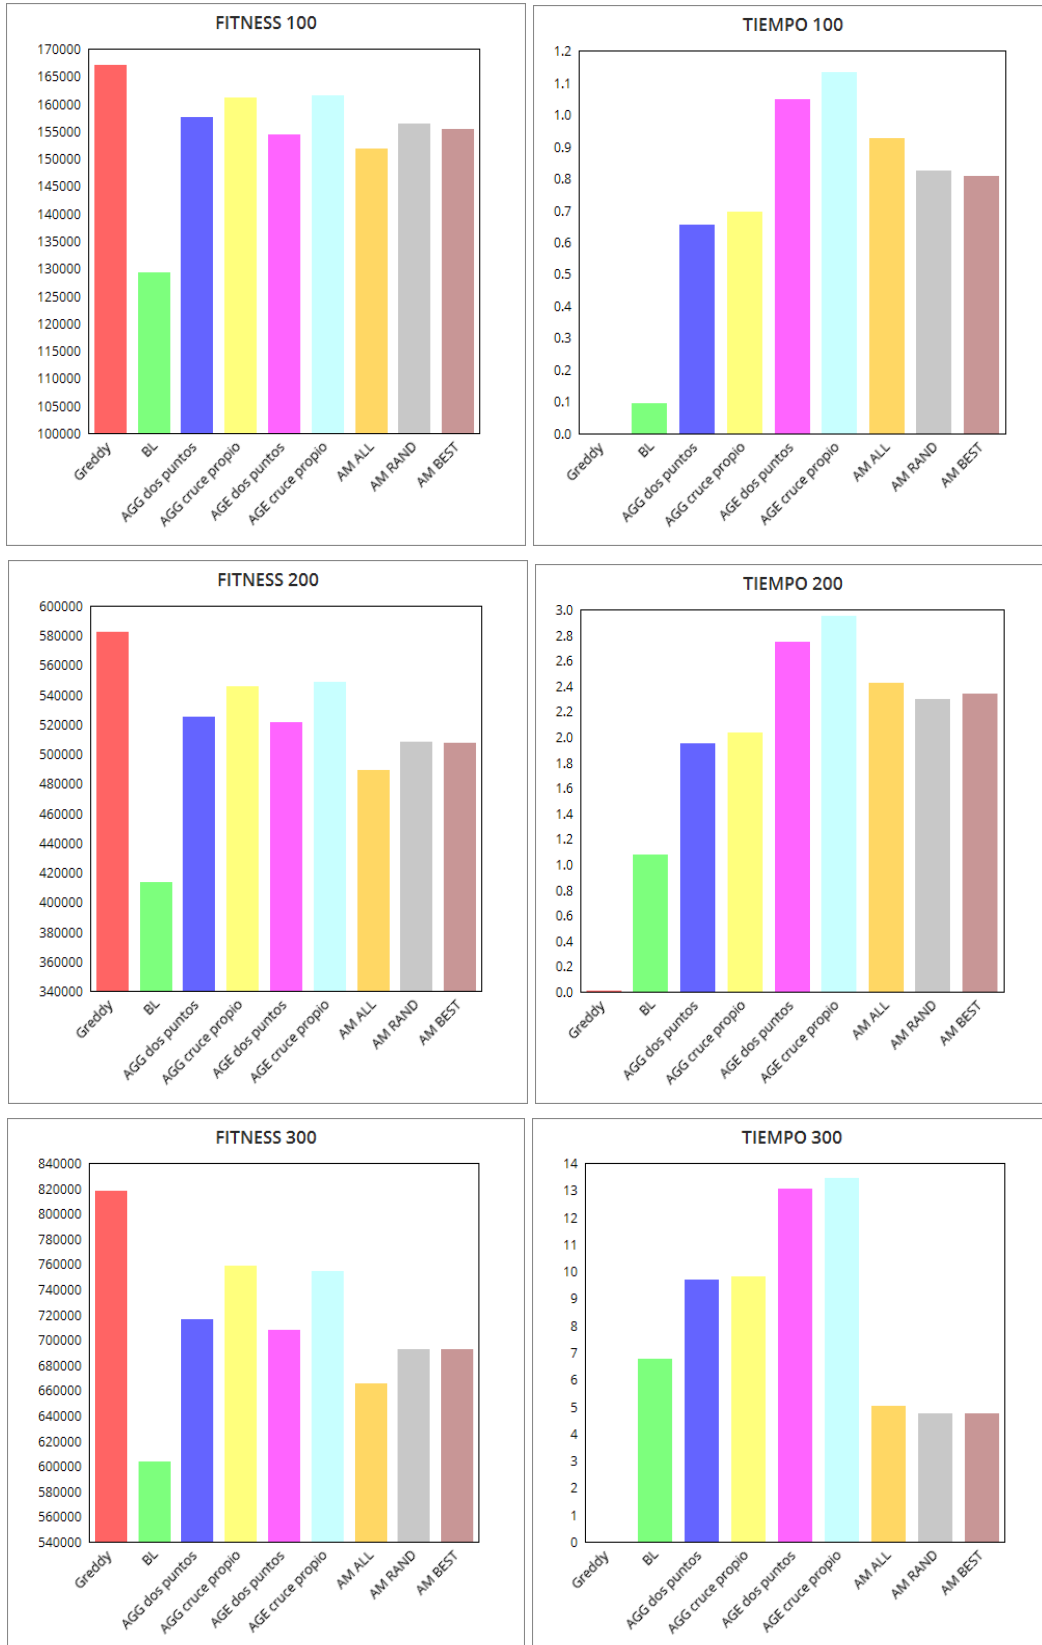 FITNESS 100
170000
165000
160000
155000
150000
145000
140000
135000
130000
125000
120000
115000
110000
105000
100000
Greddy
BL
AGG dos puntos
AGG cruce propio
AGE dos puntos
AGE cruce propio
AM ALL
AM RAND
AM BEST
TIEMPO 100
1.2
1.1
1.0
0.9
0.8
0.7
0.6
0.5
0.4
0.3
0.2
0.1
0.0
Greddy
BL
AGG dos puntos
AGG cruce propio
AGE dos puntos
AGE cruce propio
AM ALL
AM RAND
AM BEST
FITNESS 200
600000
580000
560000
540000
520000
500000
480000
460000
440000
420000
400000
380000
360000
340000
Greddy
BL
AGG dos puntos
AGG cruce propio
AGE dos puntos
AGE cruce propio
AM ALL
AM RAND
AM BEST
TIEMPO 200
3.0
2.8
2.6
2.4
2.2
2.0
1.8
1.6
1.4
1.2
1.0
0.8
0.6
0.4
0.2
0.0
Greddy
BL
AGG dos puntos
AGG cruce propio
AGE dos puntos
AGE cruce propio
AM ALL
AM RAND
AM BEST
FITNESS 300
840000
820000
800000
780000
760000
740000
720000
700000
680000
660000
640000
620000
600000
580000
560000
540000
Greddy
BL
AGG dos puntos
AGG cruce propio
AGE dos puntos
AGE cruce propio
AM ALL
AM RAND
AM BEST
TIEMPO 300
14
13
12
11
10
9
8
7
6
5
4
3
2
1
0
Greddy
BL
AGG dos puntos
AGG cruce propio
AGE dos puntos
AGE cruce propio
AM ALL
AM RAND
AM BEST